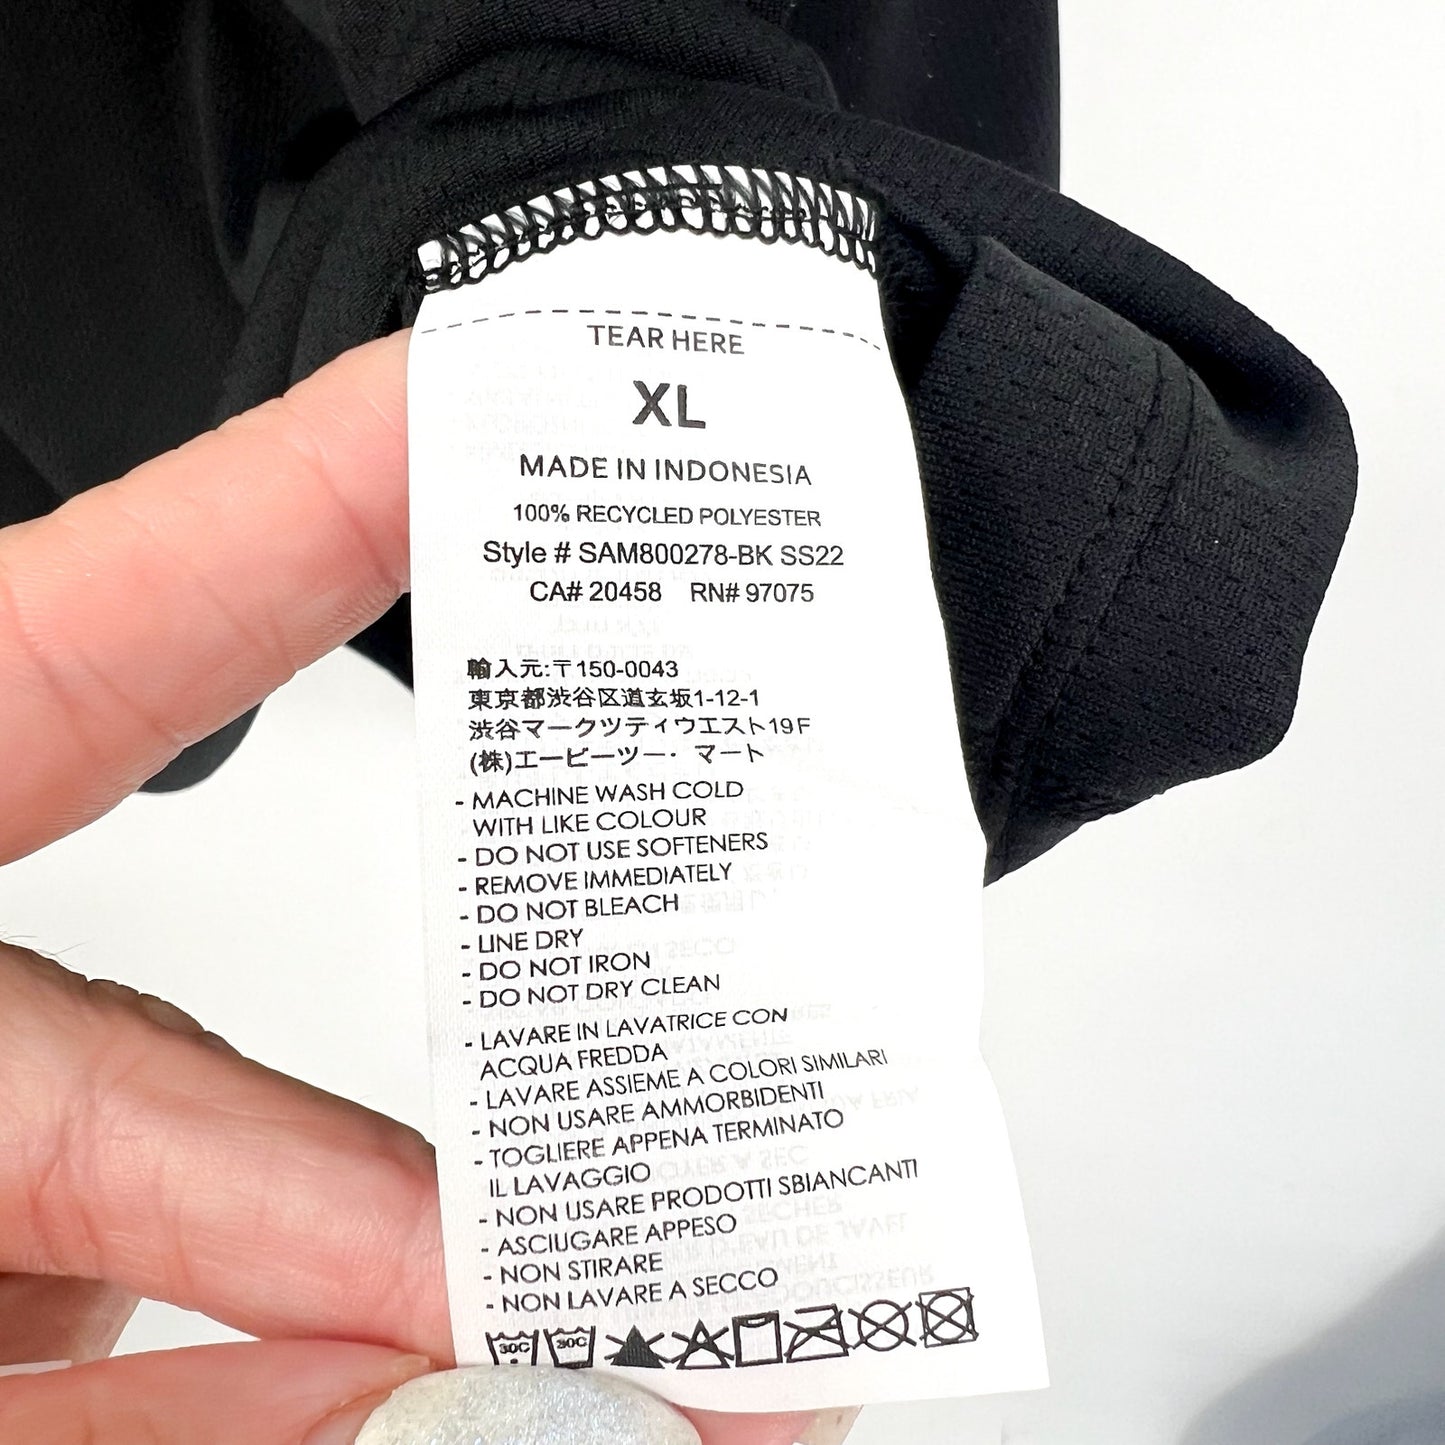 TEAR HERE
XL
MADE IN INDONESIA
100% RECYCLED POLYESTER
Style # SAM800278-BK SS22
CA# 20458 RN# 97075
輸入元:〒150-0043
東京都渋谷区道玄坂1-12-1
渋谷マークツティウエスト19F
(株)エービーツー・マート
- MACHINE WASH COLD
WITH LIKE COLOUR
- DO NOT USE SOFTENERS
- REMOVE IMMEDIATELY
- DO NOT BLEACH
- LINE DRY
- DO NOT IRON
- DO NOT DRY CLEAN
- LAVARE IN LAVATRICE CON
ACQUA FREDDA
- LAVARE ASSIEME A COLORI SIMILARI
- NON USARE AMMORBIDENTI
- TOGLIERE APPENA TERMINATO
IL LAVAGGIO
- NON USARE PRODOTTI SBIANCANTI
- ASCIUGARE APPESO
- NON STIRARE
- NON LAVARE A SECCO
30C 30C